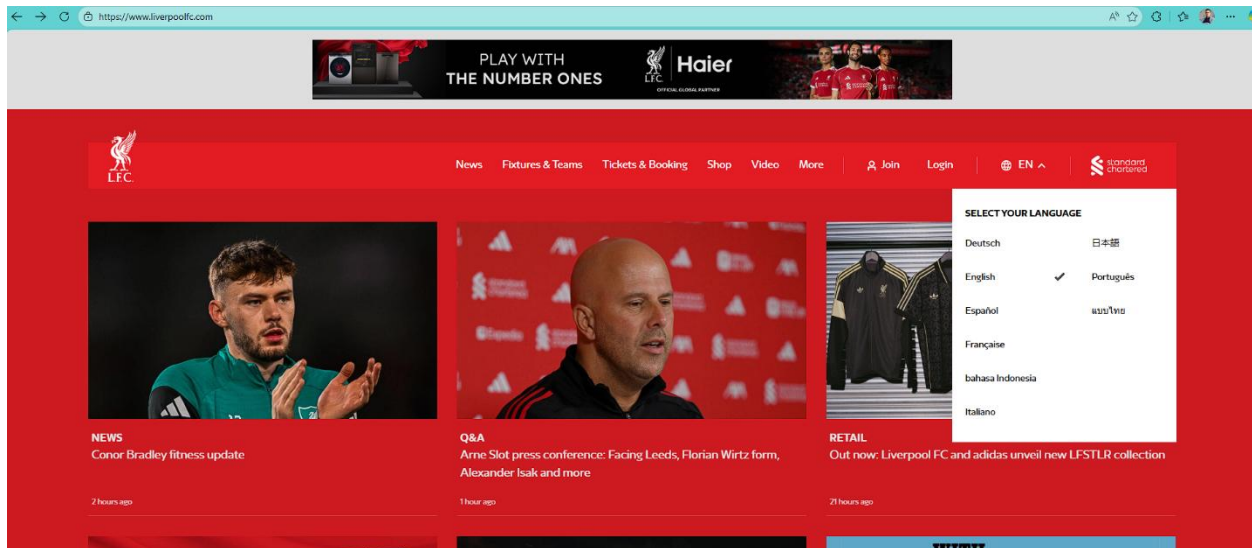 https://www.liverpoolfc.com
PLAY WITH
THE NUMBER ONES
L.F.C.
Haier
OFFICIAL GLOBAL PARTNER
L.F.C.
News Fixtures & Teams Tickets & Booking Shop Video More Join Login EN standard chartered
SELECT YOUR LANGUAGE
Deutsch 日本語
English Português
Español แบบไทย
Française
bahasa Indonesia
Italiano
NEWS
Conor Bradley fitness update
2 hours ago
Q&A
Arne Slot press conference: Facing Leeds, Florian Wirtz form,
Alexander Isak and more
1 hour ago
RETAIL
Out now: Liverpool FC and adidas unveil new LFSTLR collection
21 hours ago